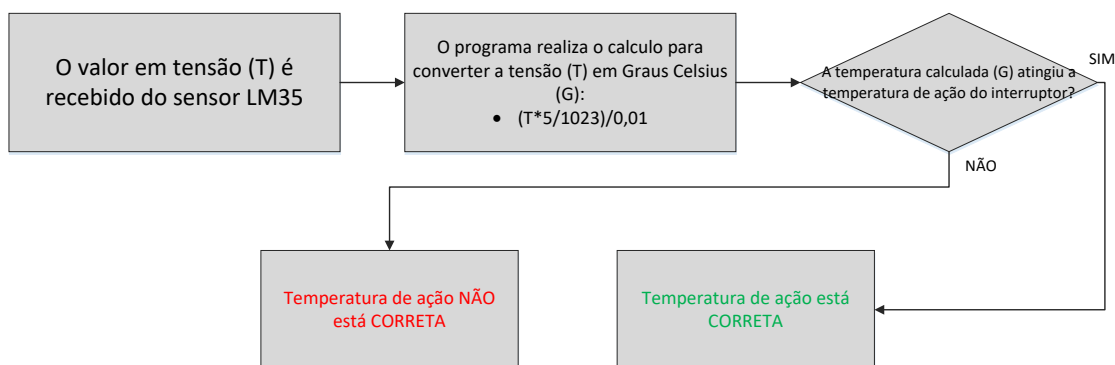 O valor em tensão (T) é
recebido do sensor LM35
O programa realiza o calculo para
converter a tensão (T) em Graus Celsius
(G):
• (T*5/1023)/0,01
A temperatura calculada (G) atingiu a
temperatura de ação do interruptor?
SIM
NÃO
Temperatura de ação NÃO
está CORRETA
Temperatura de ação está
CORRETA